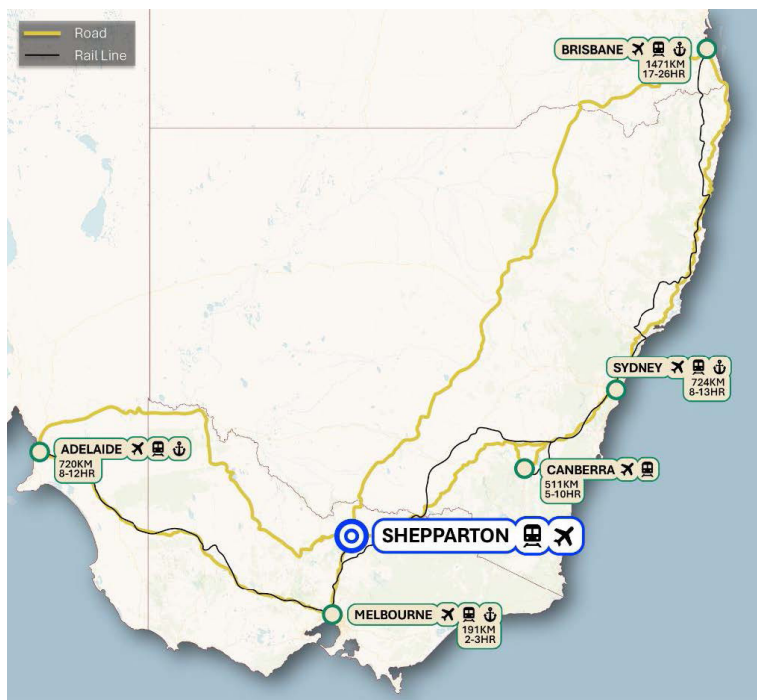 Road
Rail Line
BRISBANE
1471KM
17-26HR
SYDNEY
724KM
8-13HR
ADELAIDE
720KM
8-12HR
CANBERRA
511KM
5-10HR
SHEPPARTON
MELBOURNE
191KM
2-3HR